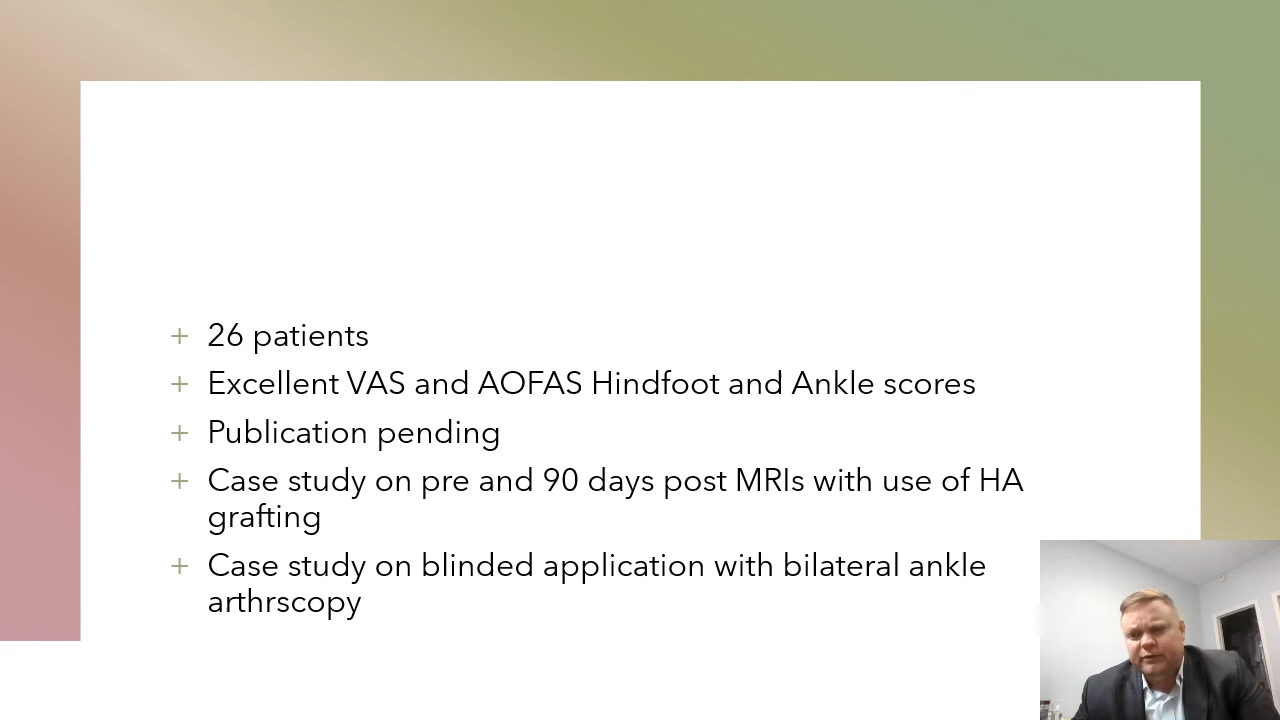 + 26 patients
+ Excellent VAS and AOFAS Hindfoot and Ankle scores
+ Publication pending
+ Case study on pre and 90 days post MRIs with use of HA
grafting
+ Case study on blinded application with bilateral ankle
arthrscopy